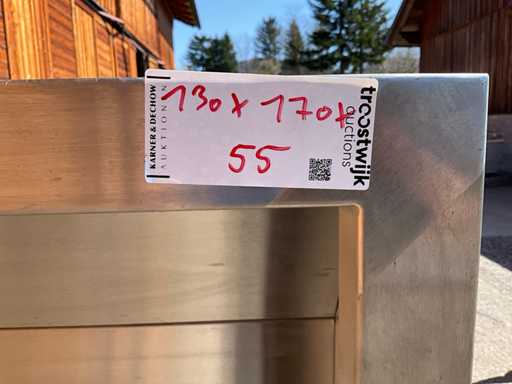 KARNER & DECHOW
AUKTIONEN
130 x 170 x
55
troostwijk
auctions